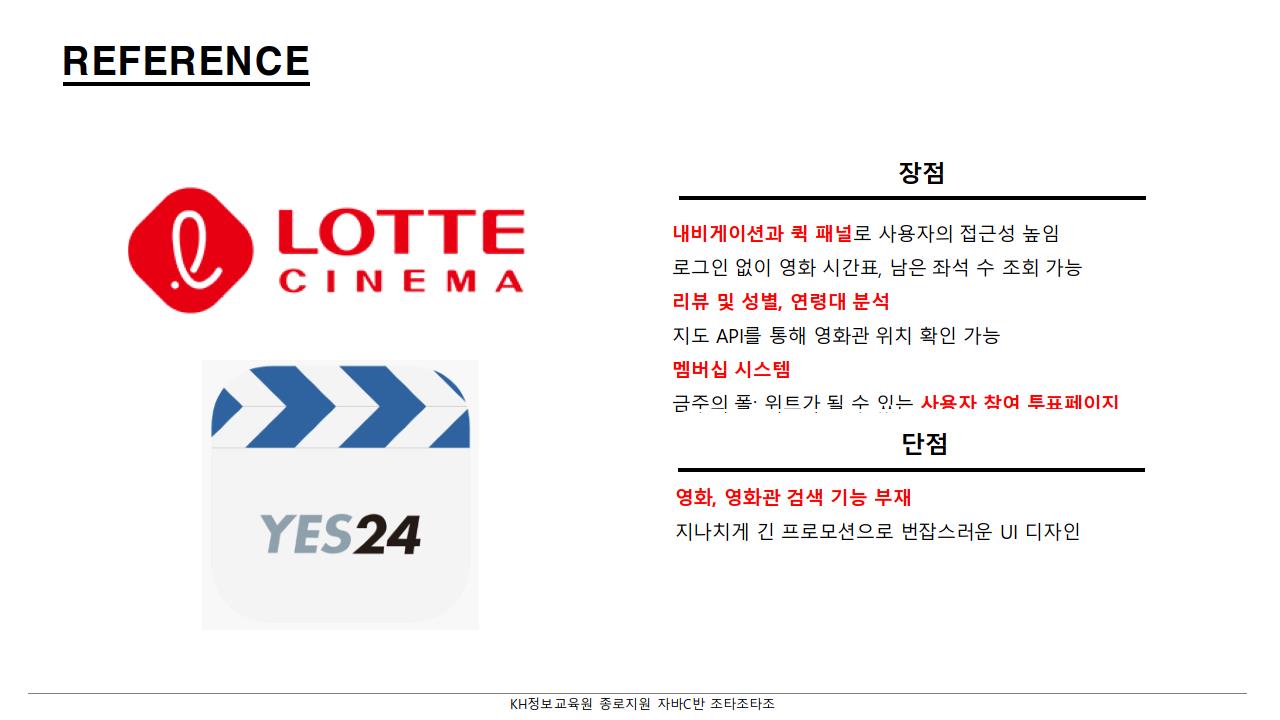 REFERENCE
LOTTE
CINEMA
YES24
장점
내비게이션과 퀵 패널로 사용자의 접근성 높임
로그인 없이 영화 시간표, 남은 좌석 수 조회 가능
리뷰 및 성별, 연령대 분석
지도 API를 통해 영화관 위치 확인 가능
멤버십 시스템
금주의 될 수 있는 사용자 참여 투표페이지
단점
영화, 영화관 검색 기능 부재
지나치게 긴 프로모션으로 번잡스러운 UI 디자인
KH정보교육원 종로지원 자바C반 조타조타조